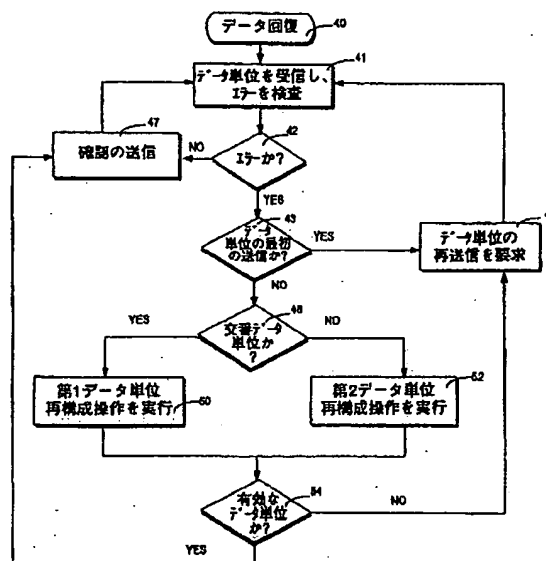 データ回復
40
41
データ単位を受信し、
エラーを検査
47
確認の送信
42
エラーか?
NO
YES
43
データ
単位の最初
の送信か?
YES
データ単位の
再送信を要求
NO
48
交番データ
単位か
?
YES
NO
第1データ単位
再構成操作を実行
50
第2データ単位
再構成操作を実行
52
有効な
データ単位
か?
54
NO
YES